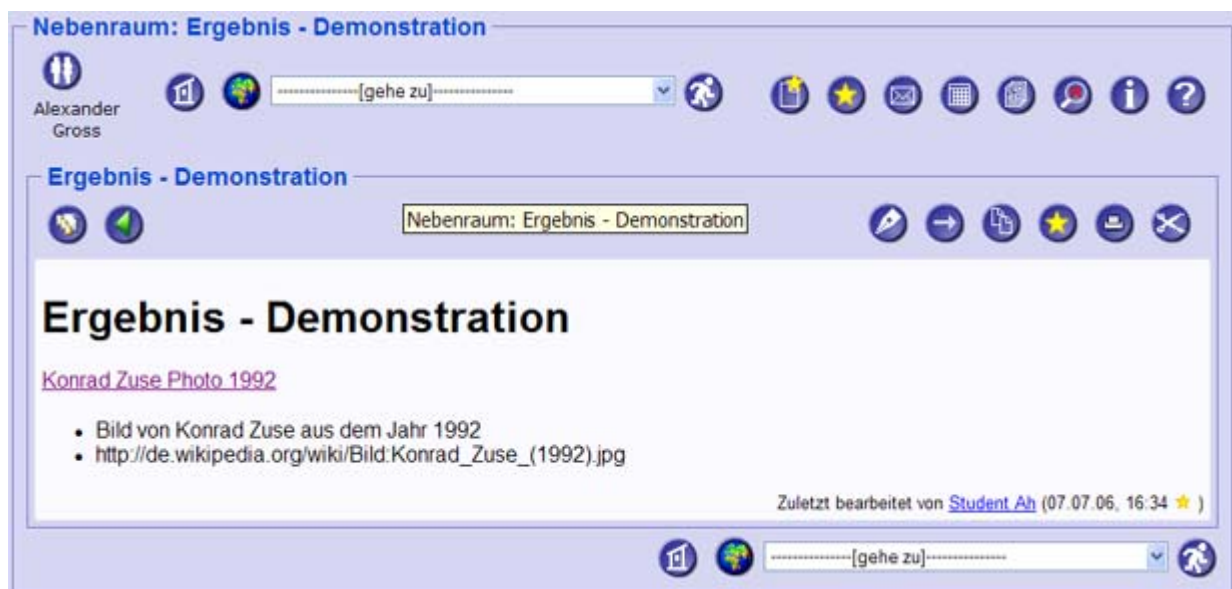 Nebenraum: Ergebnis - Demonstration
Alexander
Gross
----------------[gehe zu]----------------
Ergebnis - Demonstration
Nebenraum: Ergebnis - Demonstration
Ergebnis - Demonstration
Konrad Zuse Photo 1992
Bild von Konrad Zuse aus dem Jahr 1992
http://de.wikipedia.org/wiki/Bild:Konrad_Zuse_(1992).jpg
Zuletzt bearbeitet von Student Ah (07.07.06, 16:34 )
----------------[gehe zu]----------------